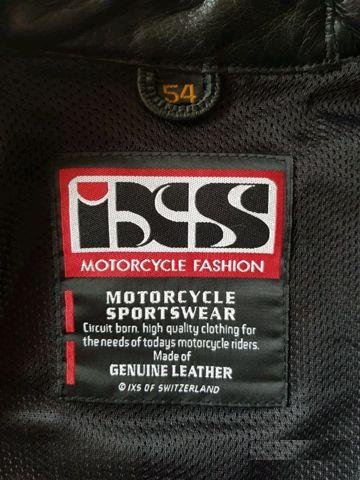 54
iXS
MOTORCYCLE FASHION
MOTORCYCLE
SPORTSWEAR
Circuit born. high quality clothing for
the needs of todays motorcycle riders.
Made of
GENUINE LEATHER
© IXS OF SWITZERLAND